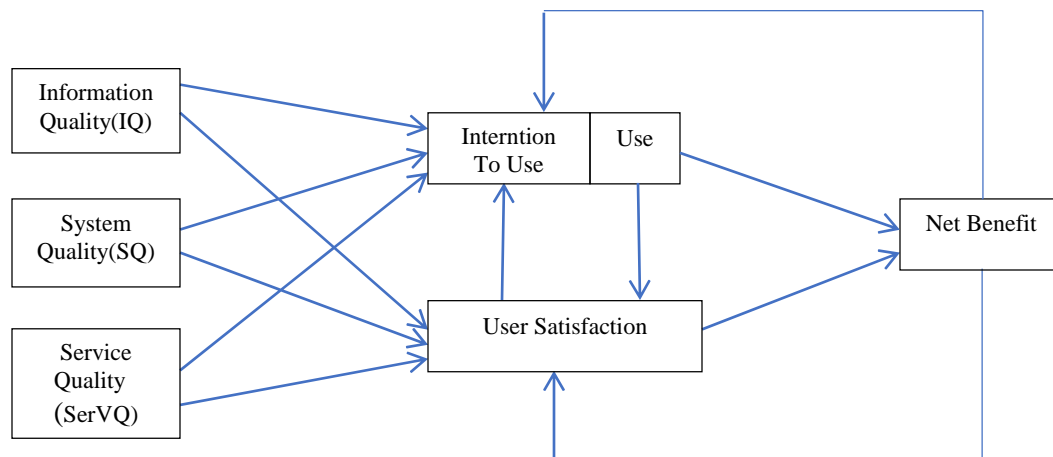 Information
Quality(IQ)
Interntion
To Use
Use
System
Quality(SQ)
Net Benefit
User Satisfaction
Service
Quality
(SerVQ)